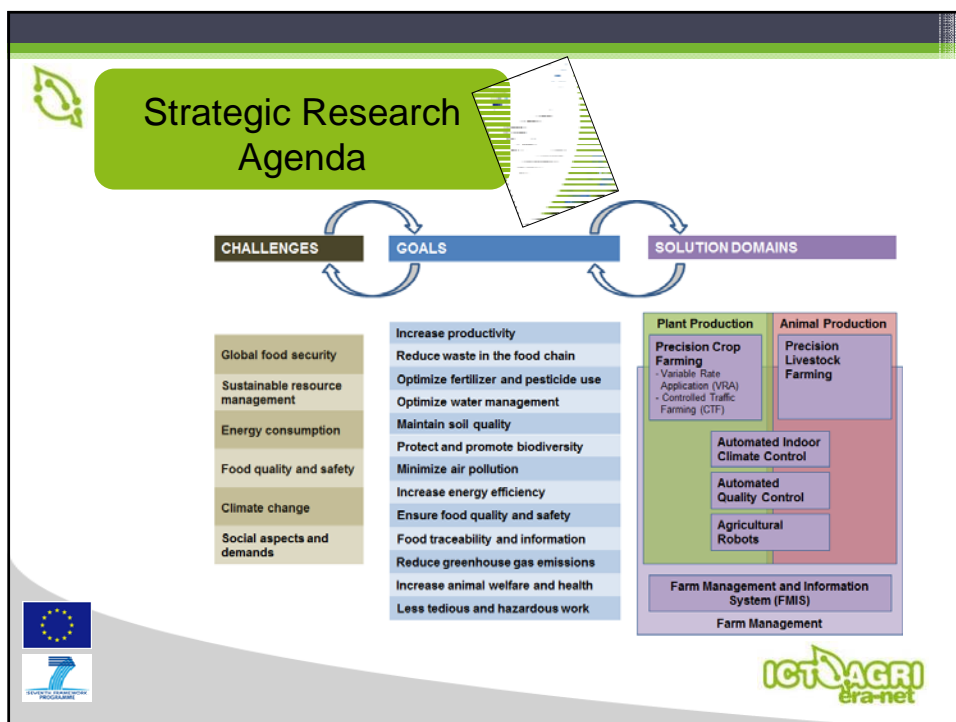 Strategic Research
Agenda
CHALLENGES
GOALS
SOLUTION DOMAINS
Global food security
Sustainable resource
management
Energy consumption
Food quality and safety
Climate change
Social aspects and
demands
Increase productivity
Reduce waste in the food chain
Optimize fertilizer and pesticide use
Optimize water management
Maintain soil quality
Protect and promote biodiversity
Minimize air pollution
Increase energy efficiency
Ensure food quality and safety
Food traceability and information
Reduce greenhouse gas emissions
Increase animal welfare and health
Less tedious and hazardous work
Plant Production
Animal Production
Precision Crop
Farming
- Variable Rate
Application (VRA)
- Controlled Traffic
Farming (CTF)
Precision
Livestock
Farming
Automated Indoor
Climate Control
Automated
Quality Control
Agricultural
Robots
Farm Management and Information
System (FMIS)
Farm Management
SEVENTH FRAMEWORK
PROGRAMME
ICT AGRI
era-net